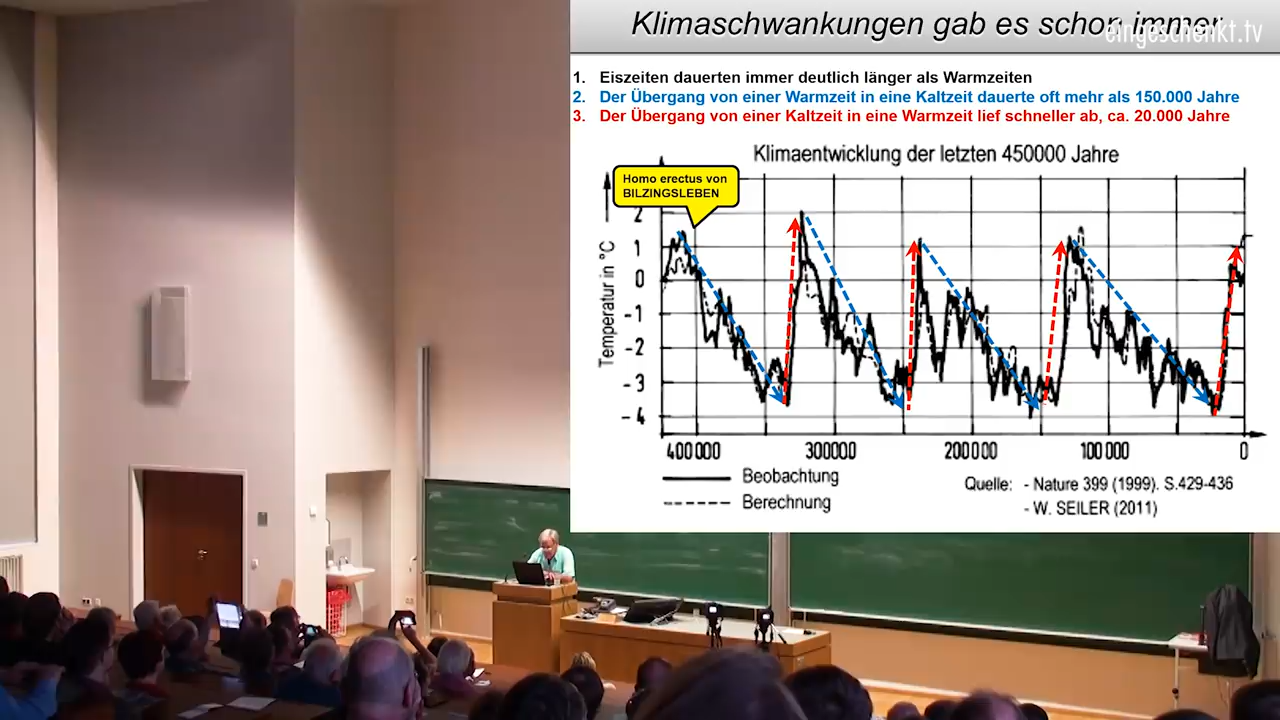 Klimaschwankungen gab es schon immer
eingeschenkt.tv
1. Eiszeiten dauerten immer deutlich länger als Warmzeiten
2. Der Übergang von einer Warmzeit in eine Kaltzeit dauerte oft mehr als 150.000 Jahre
3. Der Übergang von einer Kaltzeit in eine Warmzeit lief schneller ab, ca. 20.000 Jahre
Klimaentwicklung der letzten 450000 Jahre
Homo erectus von
BILZINGSLEBEN
Temperatur in °C
2
1
0
-1
-2
-3
-4
400000 300000 200000 100000 0
Beobachtung
Berechnung
Quelle: - Nature 399 (1999). S.429-436
- W. SEILER (2011)